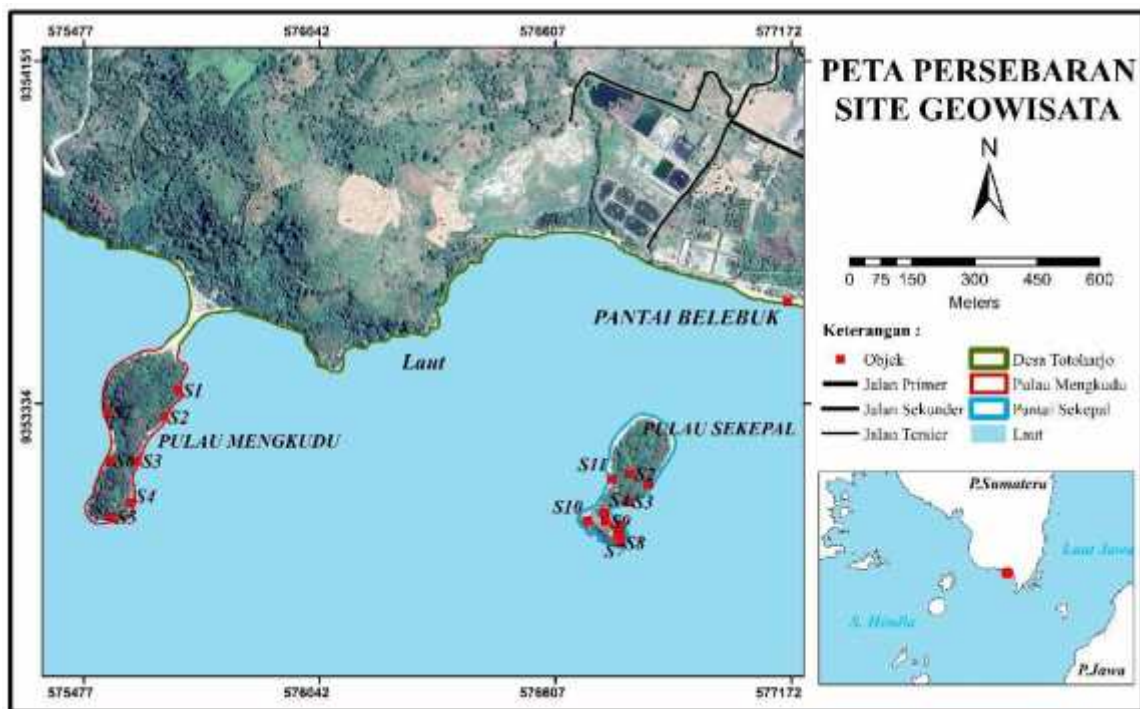 575477 576042 576607 577172
9354151
9353334
PETA PERSEBARAN
SITE GEOWISATA
N
0 75 150 300 450 600
Meters
Keterangan :
Objek
Jalan Primer
Jalan Sekunder
Jalan Tersier
Desa Totoharjo
Pulau Mengkudu
Pantai Sekepal
Laut
PANTAI BELEBUK
Laut
S1
S2
PULAU MENGKUDU
S3
S4
S5
PULAU SEKEPAL
S11
S2
S3
S10
S9
S8
S7
P.Sumatera
Laut Jawa
S. Hindia
P.Jawa
575477 576042 576607 577172